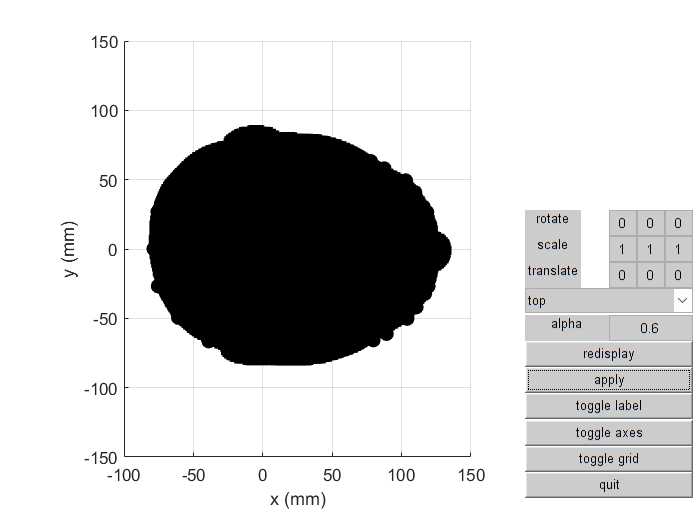 150
100
50
0
-50
-100
-150
-100 -50 0 50 100 150
x (mm)
y (mm)
rotate 0 0 0
scale 1 1 1
translate 0 0 0
top
alpha 0.6
redisplay
apply
toggle label
toggle axes
toggle grid
quit